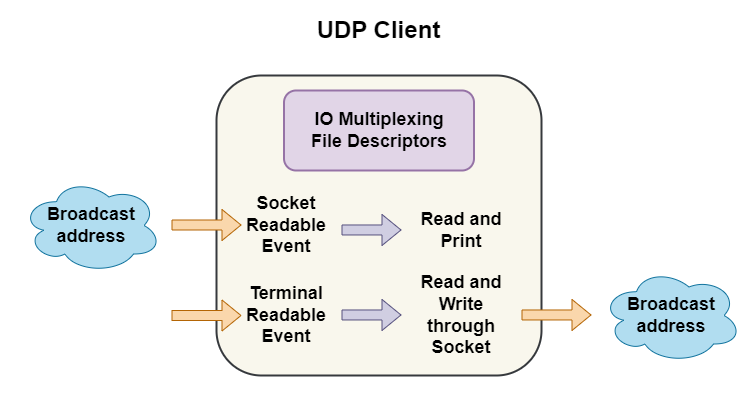 UDP Client
IO Multiplexing
File Descriptors
Broadcast
address
Socket
Readable
Event
Read and
Print
Terminal
Readable
Event
Read and
Write
through
Socket
Broadcast
address